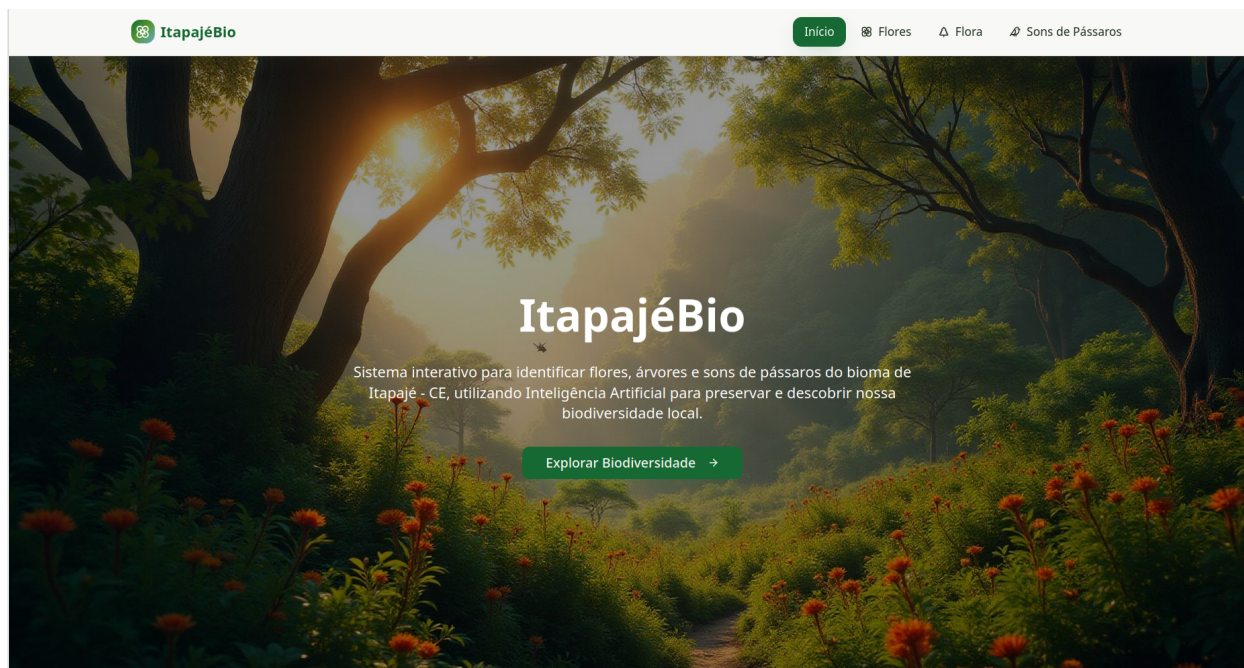 ItapajéBio
Início
Flores
Flora
Sons de Pássaros
ItapajéBio
Sistema interativo para identificar flores, árvores e sons de pássaros do bioma de
Itapajé - CE, utilizando Inteligência Artificial para preservar e descobrir nossa
biodiversidade local.
Explorar Biodiversidade →